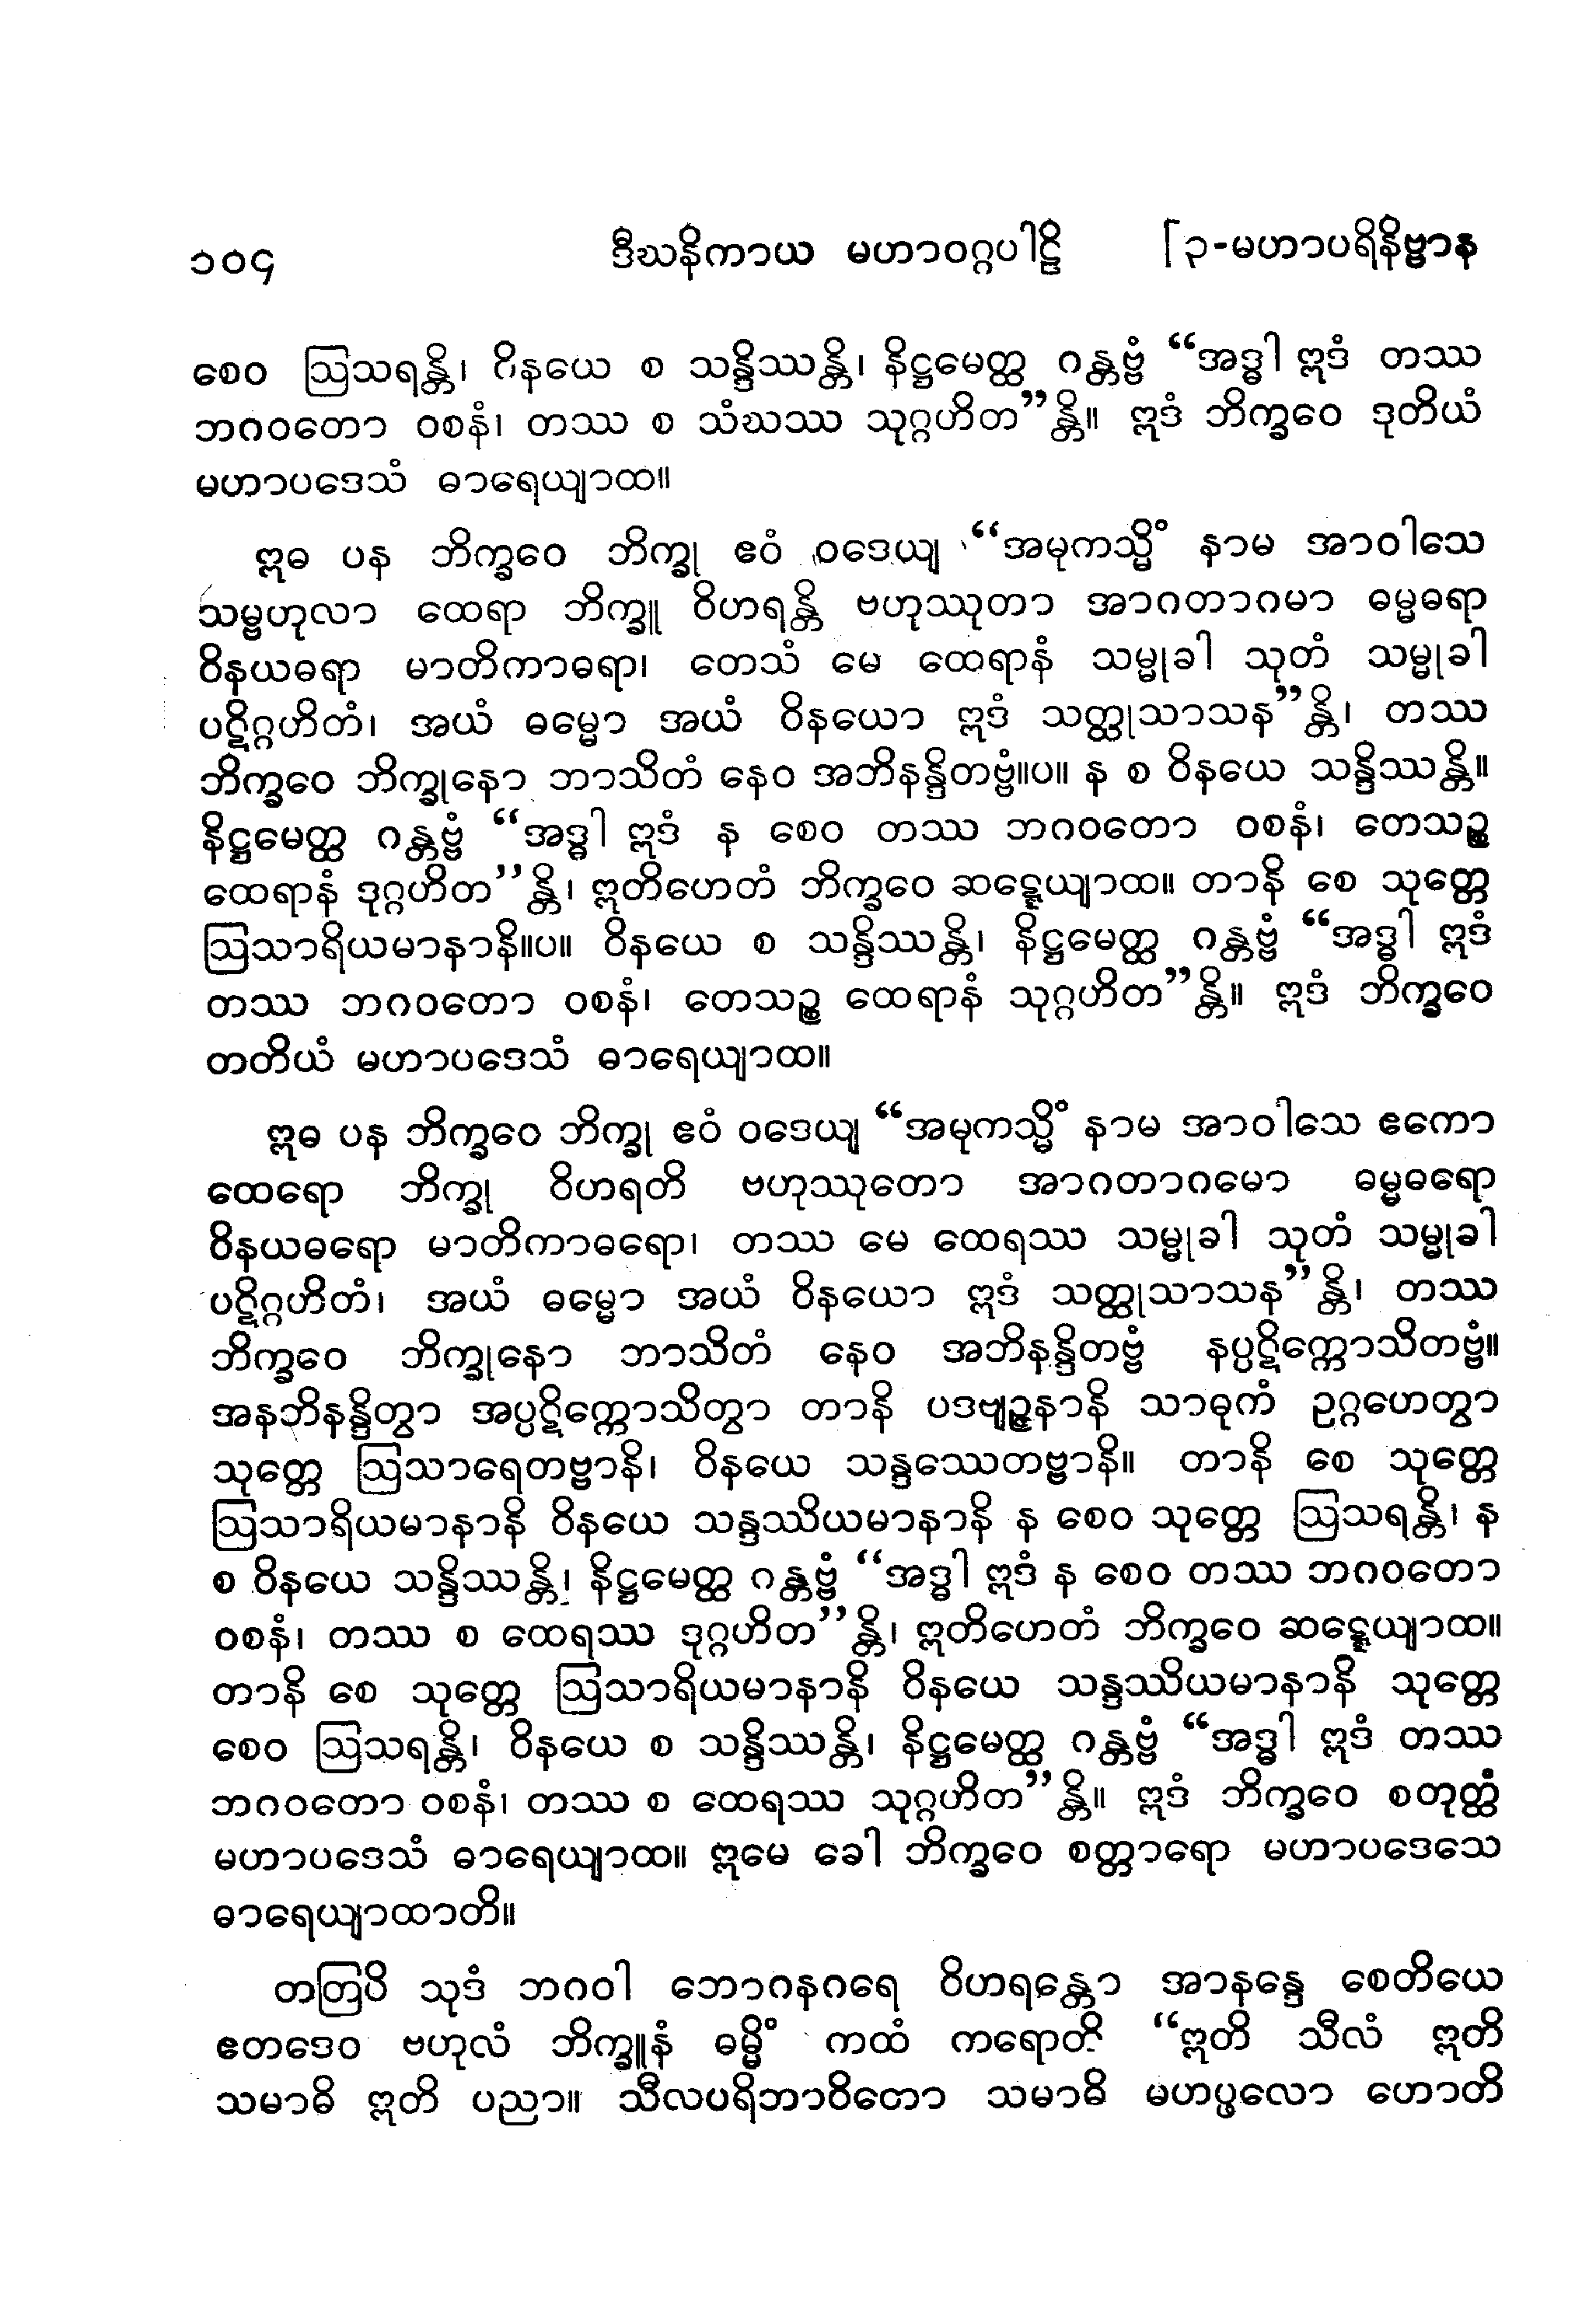 ၁၀၄ ဒီဃနိကာယ မဟာဝဂ္ဂပါဠိ [၃-မဟာပရိနိဗ္ဗာန
စေဝ ဩသရန္တိ၊ ဝိနယေ စ သန္ဒိဿန္တိ၊ နိဋ္ဌမေတ္ထ ဂန္တဗ္ဗံ “အဒ္ဓါ ဣဒံ တဿ
ဘဂဝတော ဝစနံ၊ တဿ စ သံဃဿ သုဂ္ဂဟိတ”န္တိ။ ဣဒံ ဘိက္ခဝေ ဒုတိယံ
မဟာပဒေသံ ဓာရေယျာထ။
ဣဓ ပန ဘိက္ခဝေ ဘိက္ခု ဧဝံ ဝဒေယျ “အမုကသ္မိံ နာမ အာဝါသေ
သမ္ဗဟုလာ ထေရာ ဘိက္ခူ ဝိဟရန္တိ ဗဟုဿုတာ အာဂတာဂမာ ဓမ္မဓရာ
ဝိနယဓရာ မာတိကာဓရာ၊ တေသံ မေ ထေရာနံ သမ္မုခါ သုတံ သမ္မုခါ
ပဋိဂ္ဂဟိတံ၊ အယံ ဓမ္မော အယံ ဝိနယော ဣဒံ သတ္ထုသာသန”န္တိ၊ တဿ
ဘိက္ခဝေ ဘိက္ခုနော ဘာသိတံ နေဝ အဘိနန္ဒိတဗ္ဗံ။ပ။ န စ ဝိနယေ သန္ဒိဿန္တိ။
နိဋ္ဌမေတ္ထ ဂန္တဗ္ဗံ “အဒ္ဓါ ဣဒံ န စေဝ တဿ ဘဂဝတော ဝစနံ၊ တေသဉ္စ
ထေရာနံ ဒုဂ္ဂဟိတ”န္တိ၊ ဣတိဟေတံ ဘိက္ခဝေ ဆဋ္ဋေယျာထ။ တာနိ စေ သုတ္တေ
ဩသာရိယမာနာနိ။ပ။ ဝိနယေ စ သန္ဒိဿန္တိ၊ နိဋ္ဌမေတ္ထ ဂန္တဗ္ဗံ “အဒ္ဓါ ဣဒံ
တဿ ဘဂဝတော ဝစနံ၊ တေသဉ္စ ထေရာနံ သုဂ္ဂဟိတ”န္တိ။ ဣဒံ ဘိက္ခဝေ
တတိယံ မဟာပဒေသံ ဓာရေယျာထ။
ဣဓ ပန ဘိက္ခဝေ ဘိက္ခု ဧဝံ ဝဒေယျ “အမုကသ္မိံ နာမ အာဝါသေ ဧကော
ထေရော ဘိက္ခု ဝိဟရတိ ဗဟုဿုတော အာဂတာဂမော ဓမ္မဓရော
ဝိနယဓရော မာတိကာဓရော၊ တဿ မေ ထေရဿ သမ္မုခါ သုတံ သမ္မုခါ
ပဋိဂ္ဂဟိတံ၊ အယံ ဓမ္မော အယံ ဝိနယော ဣဒံ သတ္ထုသာသန”န္တိ၊ တဿ
ဘိက္ခဝေ ဘိက္ခုနော ဘာသိတံ နေဝ အဘိနန္ဒိတဗ္ဗံ နပ္ပဋိက္ကောသိတဗ္ဗံ။
အနဘိနန္ဒိတွာ အပ္ပဋိက္ကောသိတွာ တာနိ ပဒဗျဉ္ဇနာနိ သာဓုကံ ဥဂ္ဂဟေတွာ
သုတ္တေ ဩသာရေတဗ္ဗာနိ၊ ဝိနယေ သန္ဒဿေတဗ္ဗာနိ။ တာနိ စေ သုတ္တေ
ဩသာရိယမာနာနိ ဝိနယေ သန္ဒဿိယမာနာနိ န စေဝ သုတ္တေ ဩသရန္တိ၊ န
စ ဝိနယေ သန္ဒိဿန္တိ၊ နိဋ္ဌမေတ္ထ ဂန္တဗ္ဗံ “အဒ္ဓါ ဣဒံ န စေဝ တဿ ဘဂဝတော
ဝစနံ၊ တဿ စ ထေရဿ ဒုဂ္ဂဟိတ”န္တိ၊ ဣတိဟေတံ ဘိက္ခဝေ ဆဋ္ဋေယျာထ။
တာနိ စေ သုတ္တေ ဩသာရိယမာနာနိ ဝိနယေ သန္ဒဿိယမာနာနိ သုတ္တေ
စေဝ ဩသရန္တိ၊ ဝိနယေ စ သန္ဒိဿန္တိ၊ နိဋ္ဌမေတ္ထ ဂန္တဗ္ဗံ “အဒ္ဓါ ဣဒံ တဿ
ဘဂဝတော ဝစနံ၊ တဿ စ ထေရဿ သုဂ္ဂဟိတ”န္တိ။ ဣဒံ ဘိက္ခဝေ စတုတ္ထံ
မဟာပဒေသံ ဓာရေယျာထ။ ဣမေ ခေါ ဘိက္ခဝေ စတ္တာရော မဟာပဒေသေ
ဓာရေယျာထာတိ။
တတြပိ သုဒံ ဘဂဝါ ဘောဂနဂရေ ဝိဟရန္တော အာနန္ဒေ စေတိယေ
ဧတဒေဝ ဗဟုလံ ဘိက္ခူနံ ဓမ္မိံ ကထံ ကရောတိ “ဣတိ သီလံ ဣတိ
သမာဓိ ဣတိ ပညာ။ သီလပရိဘာဝိတော သမာဓိ မဟပ္ဖလော ဟောတိ